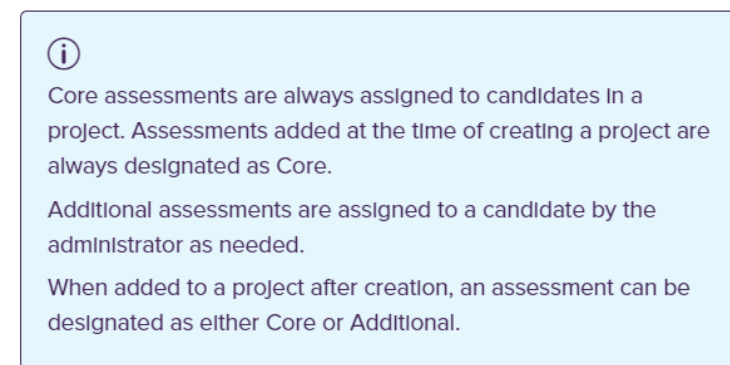 Core assessments are always assigned to candidates in a
project. Assessments added at the time of creating a project are
always designated as Core.
Additional assessments are assigned to a candidate by the
administrator as needed.
When added to a project after creation, an assessment can be
designated as either Core or Additional.